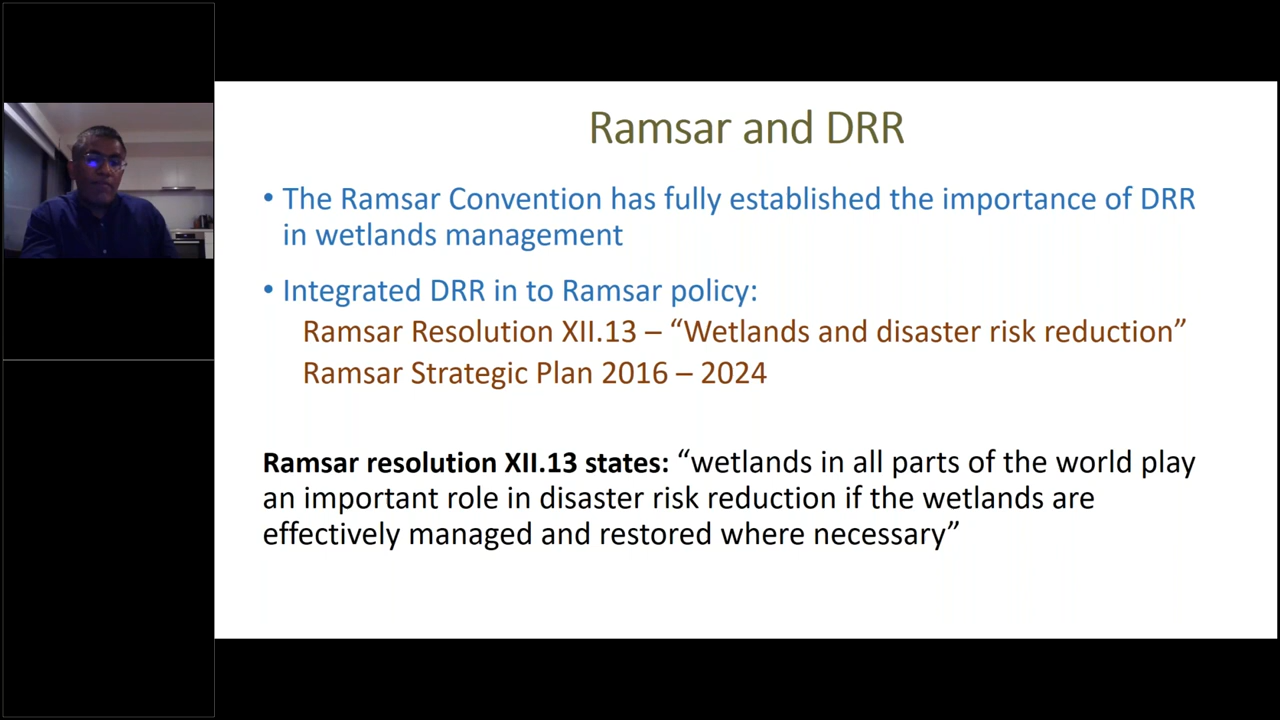 Ramsar and DRR
• The Ramsar Convention has fully established the importance of DRR
in wetlands management
• Integrated DRR in to Ramsar policy:
Ramsar Resolution XII.13 – “Wetlands and disaster risk reduction”
Ramsar Strategic Plan 2016 – 2024
Ramsar resolution XII.13 states: “wetlands in all parts of the world play
an important role in disaster risk reduction if the wetlands are
effectively managed and restored where necessary”